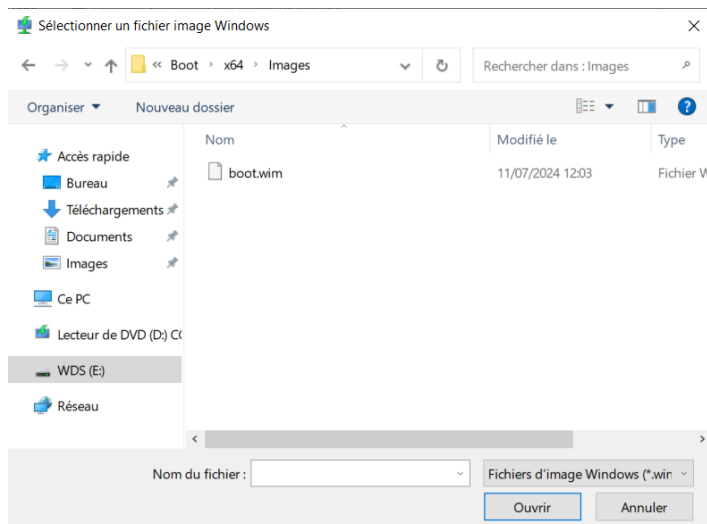 Sélectionner un fichier image Windows
« Boot › x64 › Images
Rechercher dans : Images
Organiser
Nouveau dossier
Nom
Modifié le
Type
Accès rapide
Bureau
Téléchargements
Documents
Images
Ce PC
Lecteur de DVD (D:) CC
WDS (E:)
Réseau
boot.wim
11/07/2024 12:03
Fichier W
Nom du fichier :
Fichiers d'image Windows (*.win
Ouvrir
Annuler